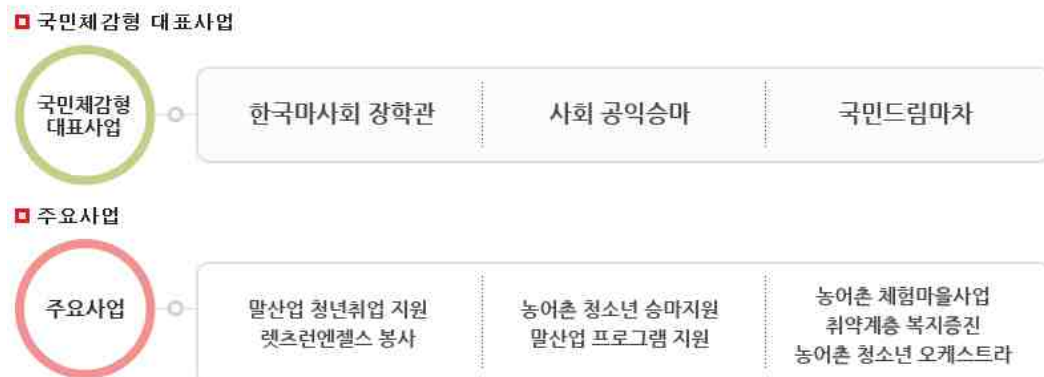 국민체감형 대표사업
국민체감형
대표사업
한국마사회 장학관
사회 공익승마
국민드림마차
주요사업
주요사업
말산업 청년취업 지원
렛츠런엔젤스 봉사
농어촌 청소년 승마지원
말산업 프로그램 지원
농어촌 체험마을사업
취약계층 복지증진
농어촌 청소년 오케스트라